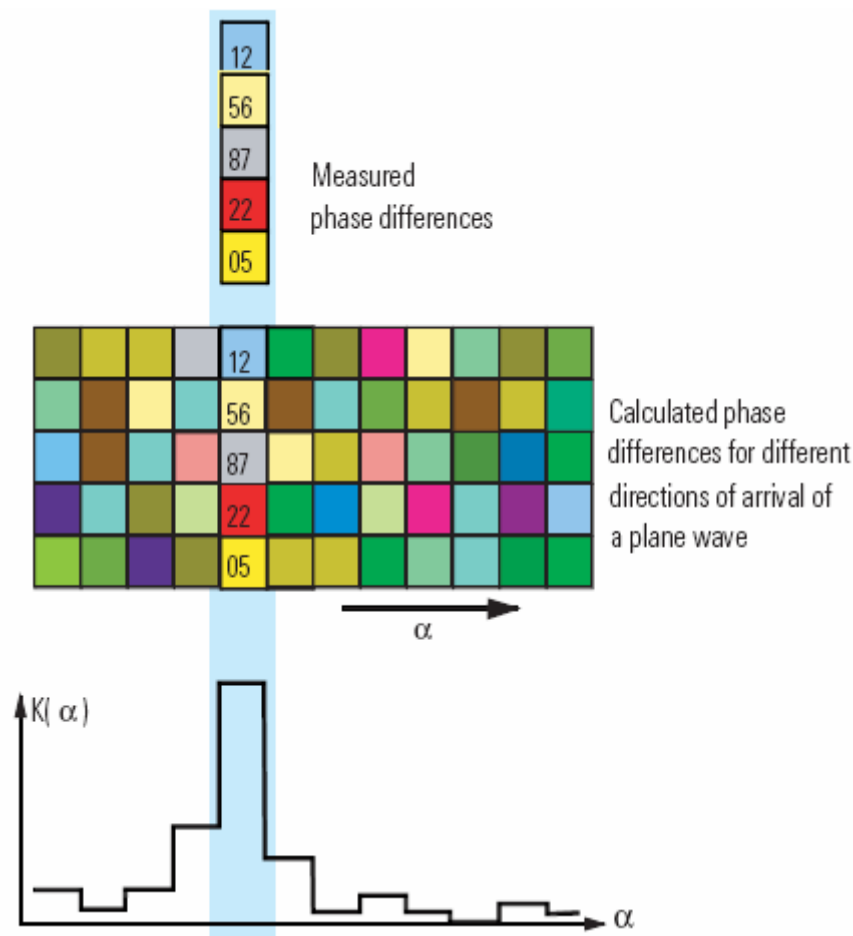 12
56
87
22
05
Measured
phase differences
12
56
87
22
05
Calculated phase
differences for different
directions of arrival of
a plane wave
α
K( α )
α